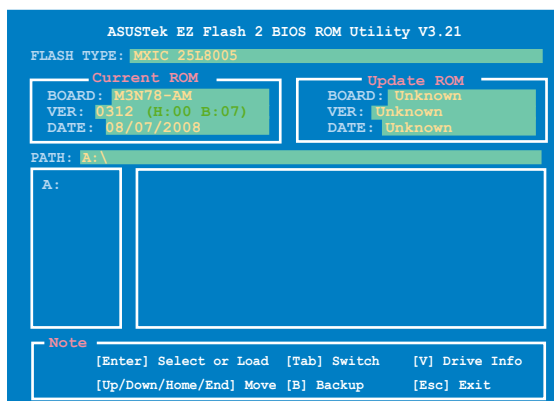 ASUSTek EZ Flash 2 BIOS ROM Utility V3.21
FLASH TYPE: MXIC 25L8005
Current ROM
BOARD: M3N78-AM
VER: 0312 (H:00 B:07)
DATE: 08/07/2008
Update ROM
BOARD: Unknown
VER: Unknown
DATE: Unknown
PATH: A:\
A:
Note
[Enter] Select or Load [Tab] Switch [V] Drive Info
[Up/Down/Home/End] Move [B] Backup [Esc] Exit